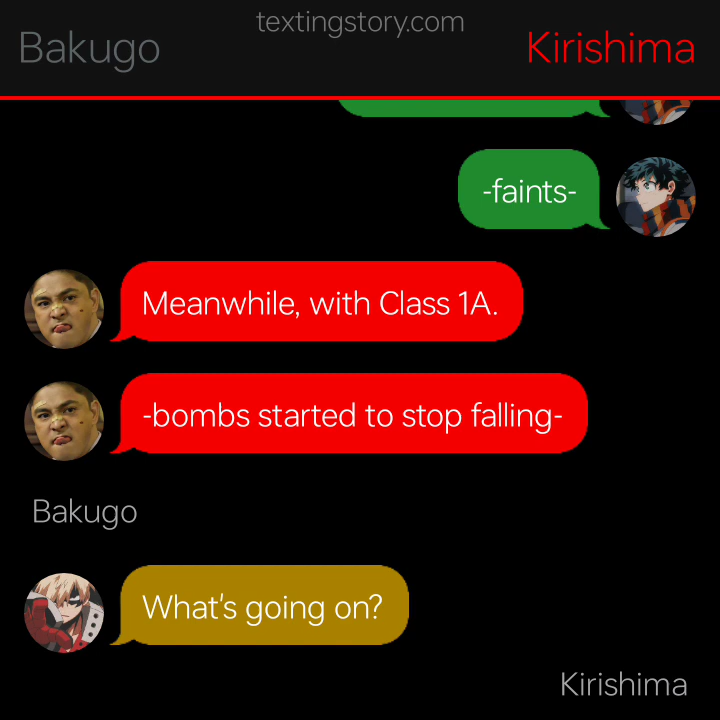 textingstory.com
Bakugo
Kirishima
-faints-
Meanwhile, with Class 1A.
-bombs started to stop falling-
Bakugo
What's going on?
Kirishima